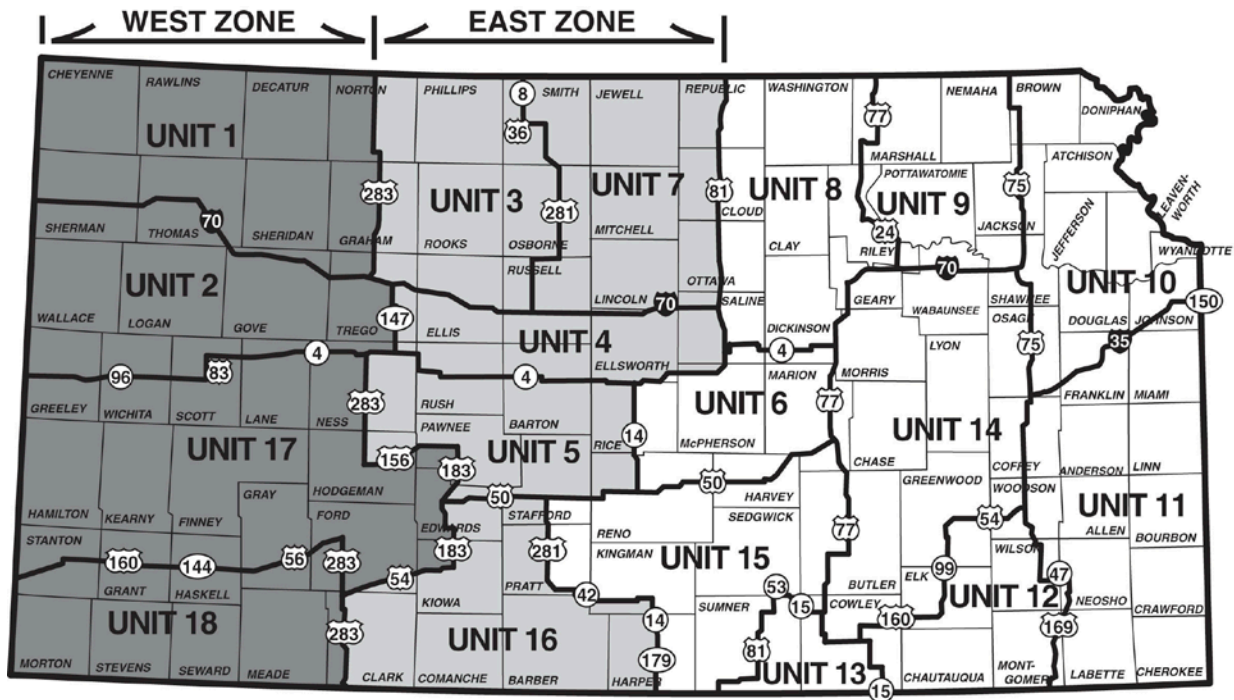 WEST ZONE EAST ZONE
CHEYENNE RAWLINS DECATUR NORTON PHILLIPS 8 SMITH JEWELL REPUBLIC WASHINGTON NEMAHA BROWN
DONIPHAN
36 77
UNIT 1
MARSHALL ATCHISON
283 UNIT 3 UNIT 7 81 UNIT 8 POTTAWATOMIE UNIT 9 75 LEAVEN-
WORTH
281 CLOUD 24 JACKSON JEFFERSON
SHERMAN THOMAS 70 SHERIDAN GRAHAM ROOKS OSBORNE MITCHELL CLAY RILEY WYANDOTTE
RUSSELL 70
UNIT 2 OTTAWA UNIT 10
LINCOLN 70 SALINE GEARY WABAUNSEE SHAWNEE 150
WALLACE LOGAN GOVE TREGO 147 ELLIS DICKINSON OSAGE DOUGLAS JOHNSON
UNIT 4 LYON 75 35
96 83 4 4 ELLSWORTH 4 MARION MORRIS
283 UNIT 6 77 FRANKLIN MIAMI
GREELEY WICHITA SCOTT LANE NESS RUSH
PAWNEE BARTON RICE 14 McPHERSON UNIT 14
UNIT 17 156 183 UNIT 5 CHASE
50 50 COFFEY ANDERSON LINN
GRAY HODGEMAN HARVEY GREENWOOD WOODSON
HAMILTON KEARNY FINNEY FORD EDWARDS STAFFORD RENO SEDGWICK 54 ALLEN UNIT 11
STANTON 183 281 KINGMAN 77 WILSON BOURBON
160 144 56 283 54 UNIT 15
GRANT HASKELL KIOWA PRATT 42 53 BUTLER ELK 99 47 NEOSHO
UNIT 18 283 UNIT 16 14 SUMNER 15 COWLEY 160 UNIT 12 169 CRAWFORD
81
MORTON STEVENS SEWARD MEADE CLARK COMANCHE BARBER HARPER 179 UNIT 13 15 CHAUTAUQUA MONT-
GOMERY LABETTE CHEROKEE